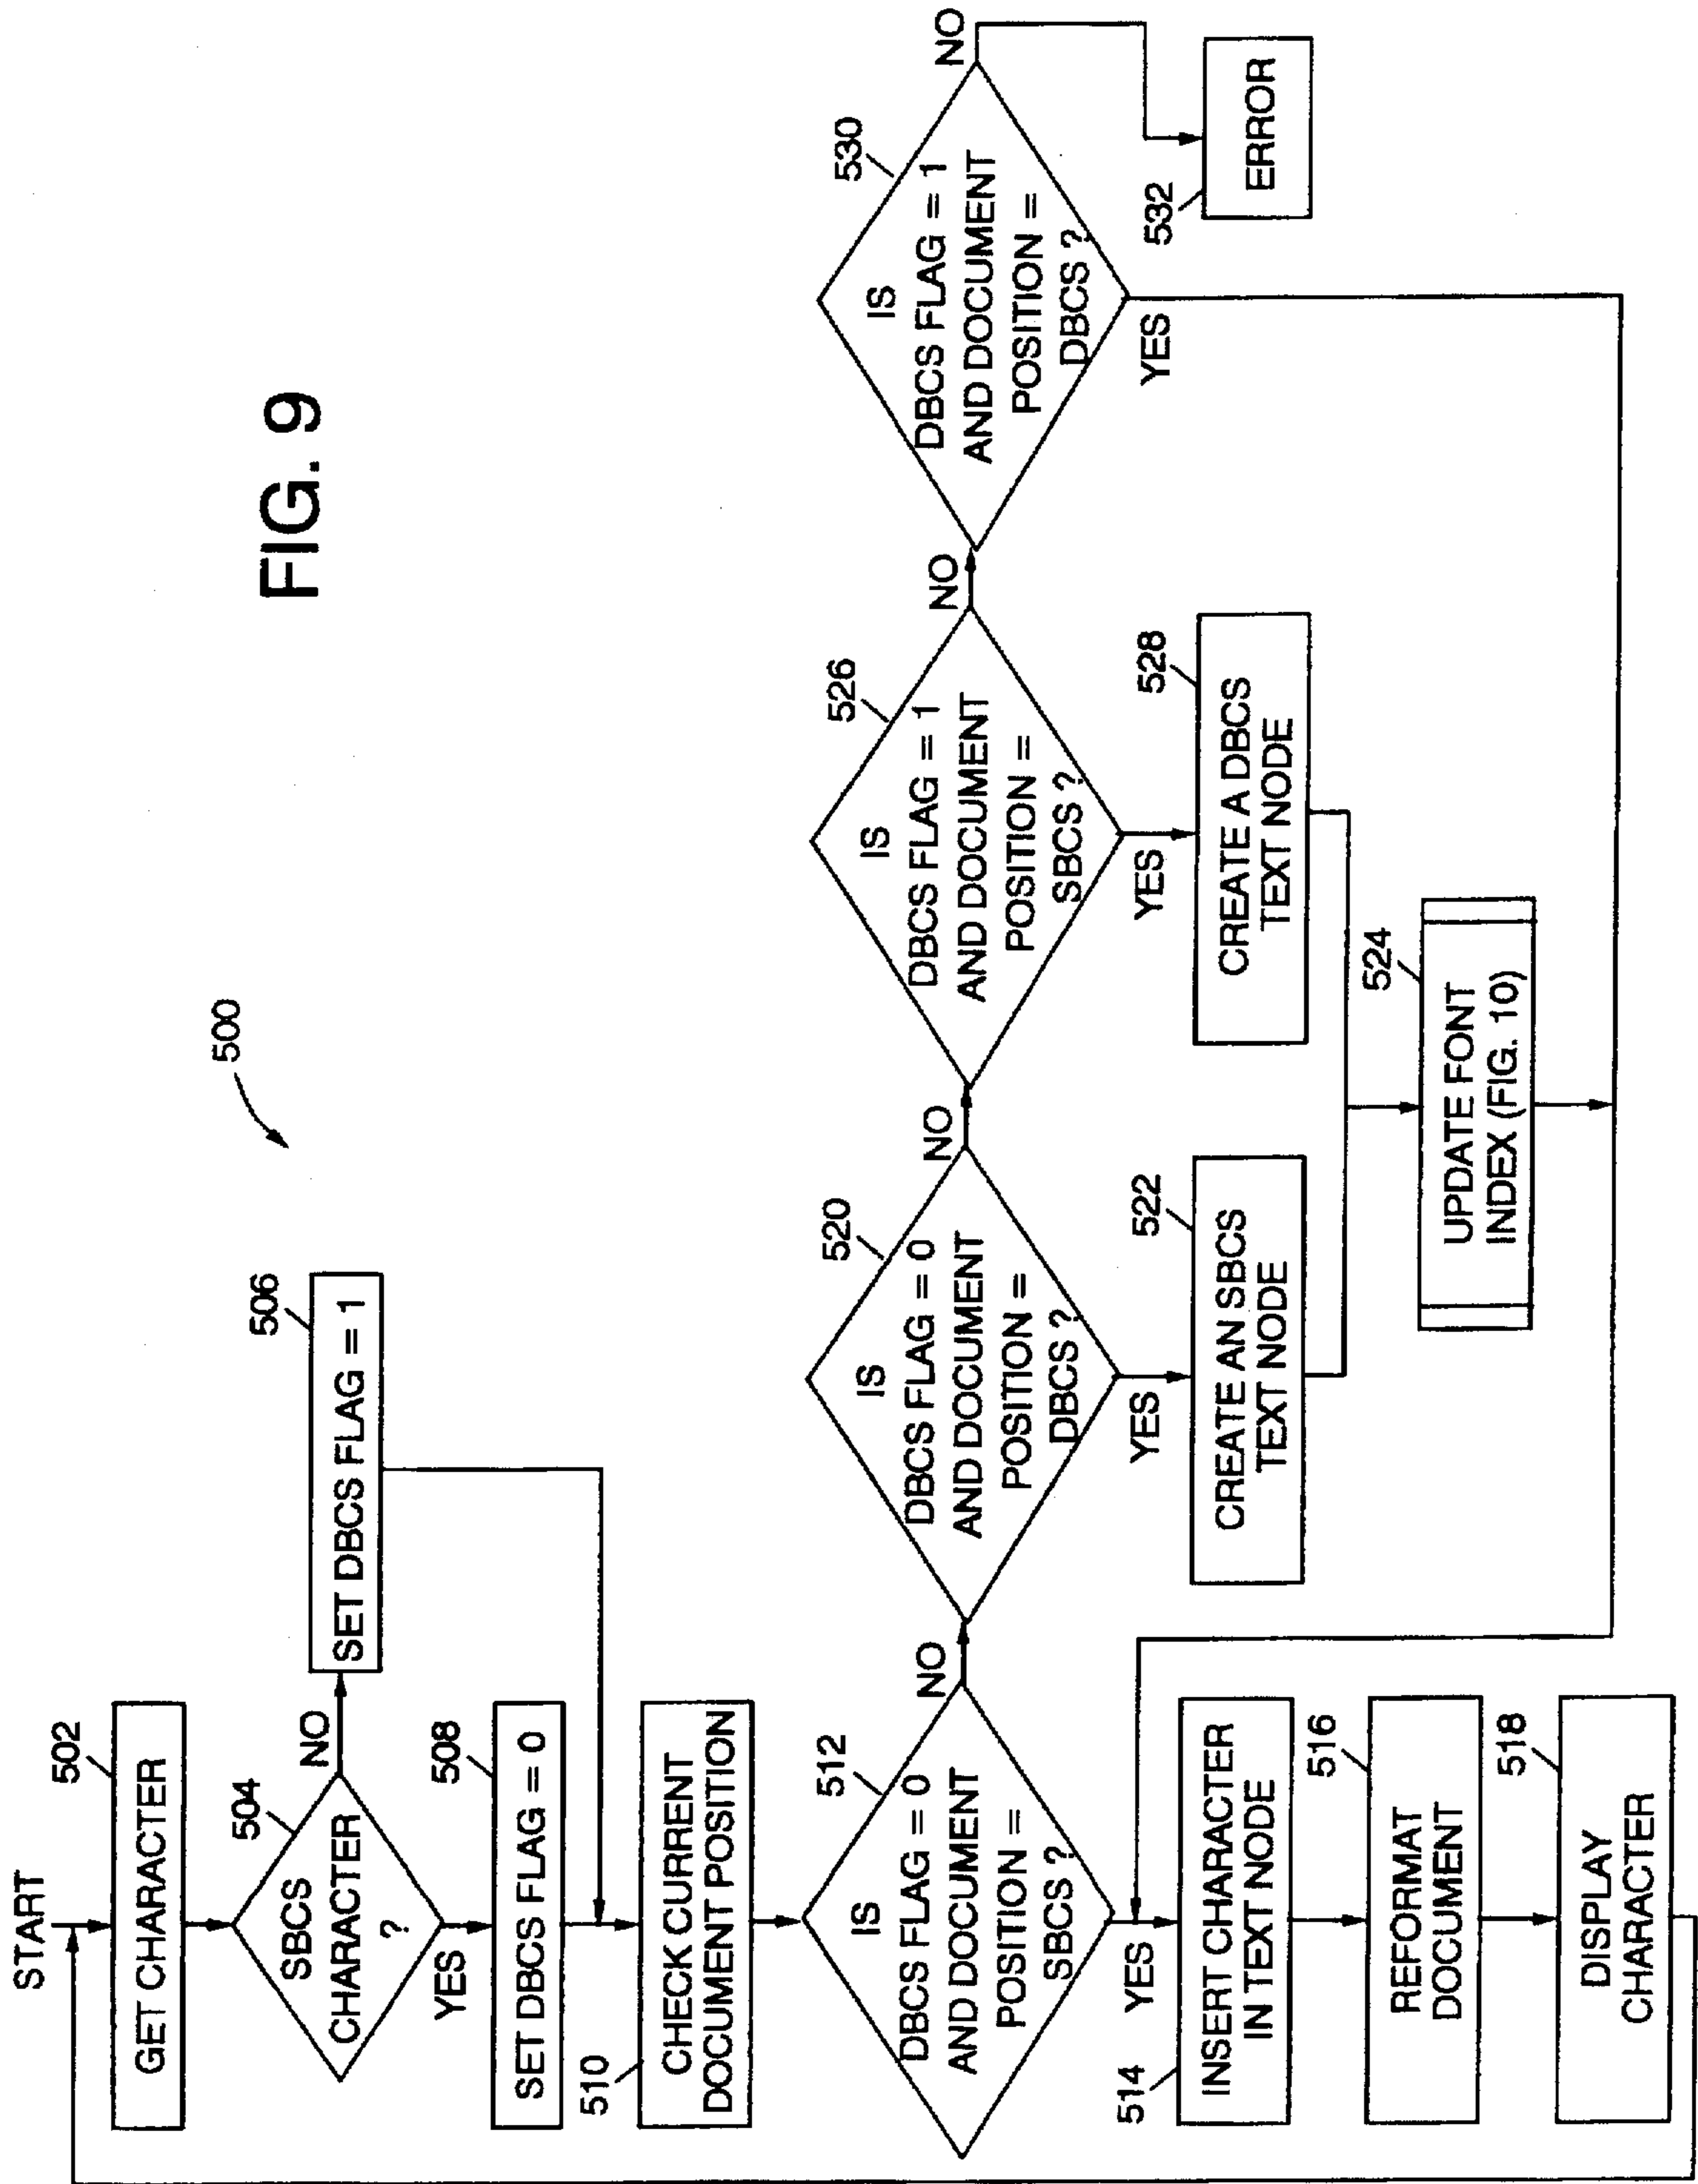 FIG. 9
500
START
502
GET CHARACTER
504
SBCS
CHARACTER
?
NO
506
SET DBCS FLAG = 1
YES
508
SET DBCS FLAG = 0
510
CHECK CURRENT
DOCUMENT POSITION
512
IS
DBCS FLAG = 0
AND DOCUMENT
POSITION =
SBCS ?
NO
YES
514
INSERT CHARACTER
IN TEXT NODE
516
REFORMAT
DOCUMENT
518
DISPLAY
CHARACTER
520
IS
DBCS FLAG = 0
AND DOCUMENT
POSITION =
DBCS ?
NO
YES
522
CREATE AN SBCS
TEXT NODE
524
UPDATE FONT
INDEX (FIG. 10)
526
IS
DBCS FLAG = 1
AND DOCUMENT
POSITION =
SBCS ?
NO
YES
528
CREATE A DBCS
TEXT NODE
530
IS
DBCS FLAG = 1
AND DOCUMENT
POSITION =
DBCS ?
NO
YES
532
ERROR